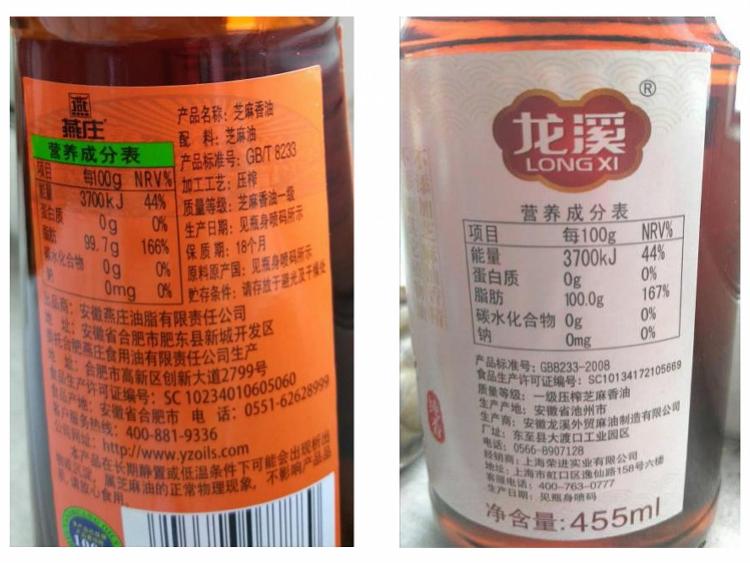 燕庄
营养成分表
项目 每100g NRV%
能量 3700kJ 44%
蛋白质 0g 0%
脂肪 99.7g 166%
碳水化合物 0g 0%
钠 0mg 0%
产品名称：芝麻香油
配 料：芝麻油
产品标准号：GB/T 8233
加工工艺：压榨
质量等级：芝麻香油一级
生产日期：见瓶身喷码所示
保质期：18个月
原料原产国：见瓶身喷码所示
贮存条件：请存放于避光及干燥处
出品商：安徽燕庄油脂有限责任公司
地 址：安徽省合肥市肥东县新城开发区
委托合肥燕庄食用油有限责任公司生产
地 址：合肥市高新区创新大道2799号
食品生产许可证编号：SC 10234010605060
食品产地：安徽省合肥市 电 话：0551-62628999
客户服务热线：400-881-9336
公司网址：http://www.yzoils.com
本产品在长期静置或低温条件下可能会出现析出
物或凝块，属芝麻油的正常物理现象，不影响产品品
质，请放心食用。
龙溪
®
LONG XI
营养成分表
项目 每100g NRV%
能量 3700kJ 44%
蛋白质 0g 0%
脂肪 100.0g 167%
碳水化合物 0g 0%
钠 0mg 0%
产品标准号：GB8233-2008
食品生产许可证编号：SC10134172105669
质量等级：一级压榨芝麻香油
生产产地：安徽省池州市
生产商：安徽龙溪外贸麻油制造有限公司
厂址：东至县大渡口工业园区
电话：0566-8907128
经销商：上海荣进实业有限公司
地址：上海市虹口区逸仙路158号六楼
客服电话：400-763-0777
生产日期：见瓶身喷码
净含量：455ml